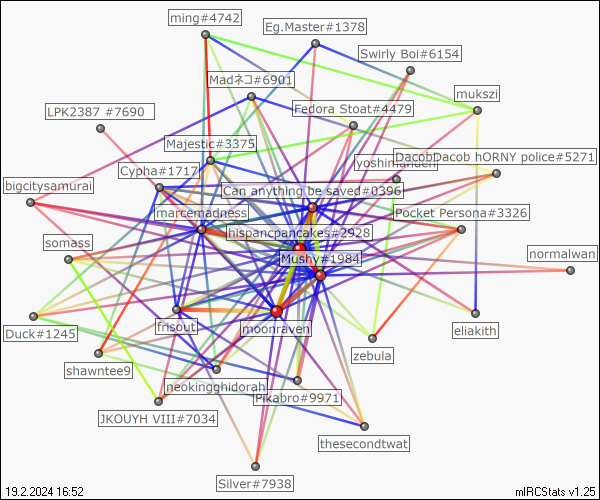 ming#4742
Eg.Master#1378
Swirly Boi#6154
Madネコ#6901
mukszi
LPK2387 #7690
Fedora Stoat#4479
Majestic#3375
DacobDacob hORNY police#5271
Cypha#1717
bigcitysamurai
Can anything be saved#0396
marcemadness
Pocket Persona#3326
hispancpancakes#2928
somass
normalwan
Mushy#1984
Duck#1245
frisout
moonraven
eliakith
zebula
shawntee9
neokingghidorah
Pikabro#9971
JKOUYH VIII#7034
thesecondtwat
Silver#7938
19.2.2024 16:52
mIRCStats v1.25